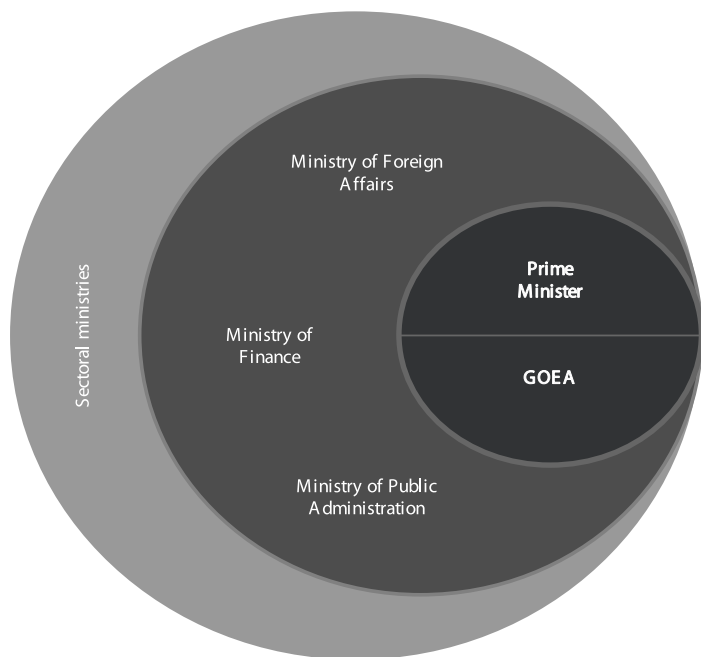 Ministry of Foreign
Affairs
Prime
Minister
Sectoral ministries
Ministry of
Finance
GOEA
Ministry of Public
Administration